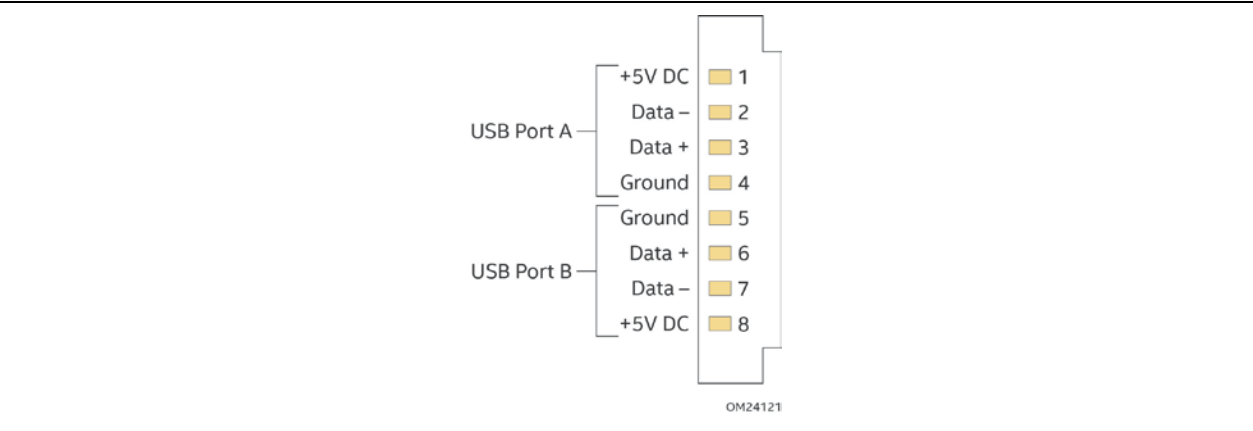 +5V DC 1
Data – 2
USB Port A
Data + 3
Ground 4
Ground 5
Data + 6
USB Port B
Data – 7
+5V DC 8
OM24121